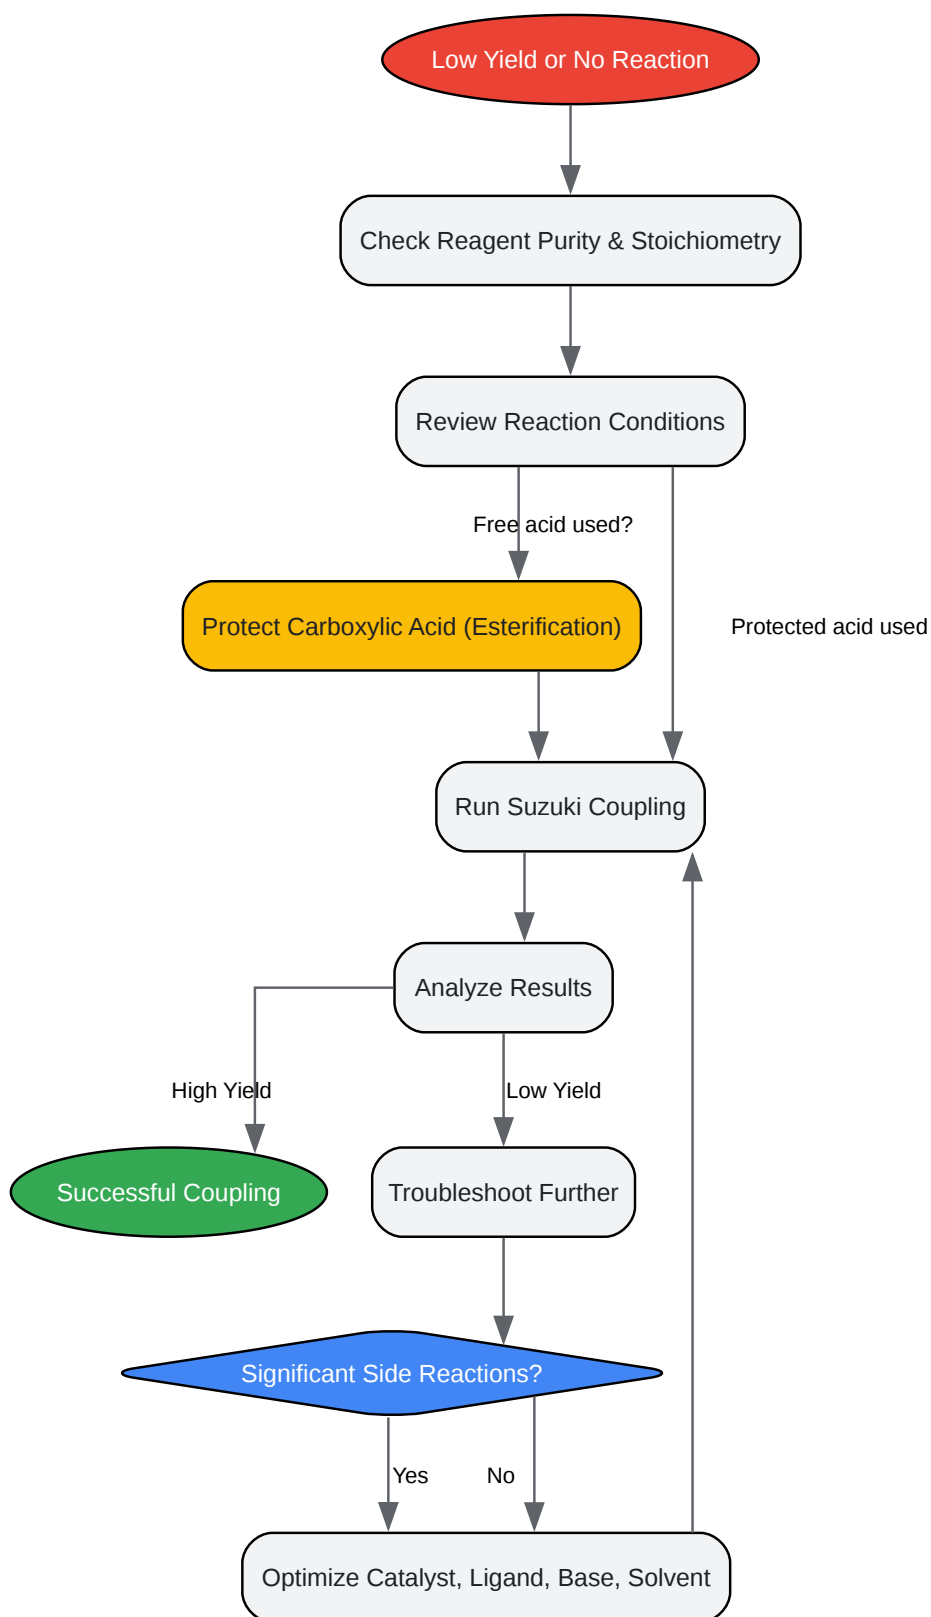 Low Yield or No Reaction
Check Reagent Purity & Stoichiometry
Review Reaction Conditions
Free acid used?
Protect Carboxylic Acid (Esterification)
Protected acid used
Run Suzuki Coupling
Analyze Results
High Yield
Low Yield
Successful Coupling
Troubleshoot Further
Significant Side Reactions?
Yes
No
Optimize Catalyst, Ligand, Base, Solvent